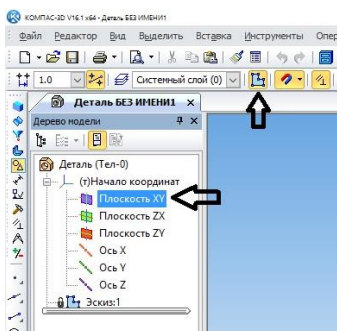 КОМПАС-3D V16.1 x64 - Деталь БЕЗ ИМЕНИ1
Файл Редактор Вид Выделить Вставка Инструменты Опер
1.0 Системный слой (0)
Деталь БЕЗ ИМЕНИ1 x
Дерево модели
Деталь (Тел-0)
(т)Начало координат
Плоскость XY
Плоскость ZX
Плоскость ZY
Ось X
Ось Y
Ось Z
Эскиз:1